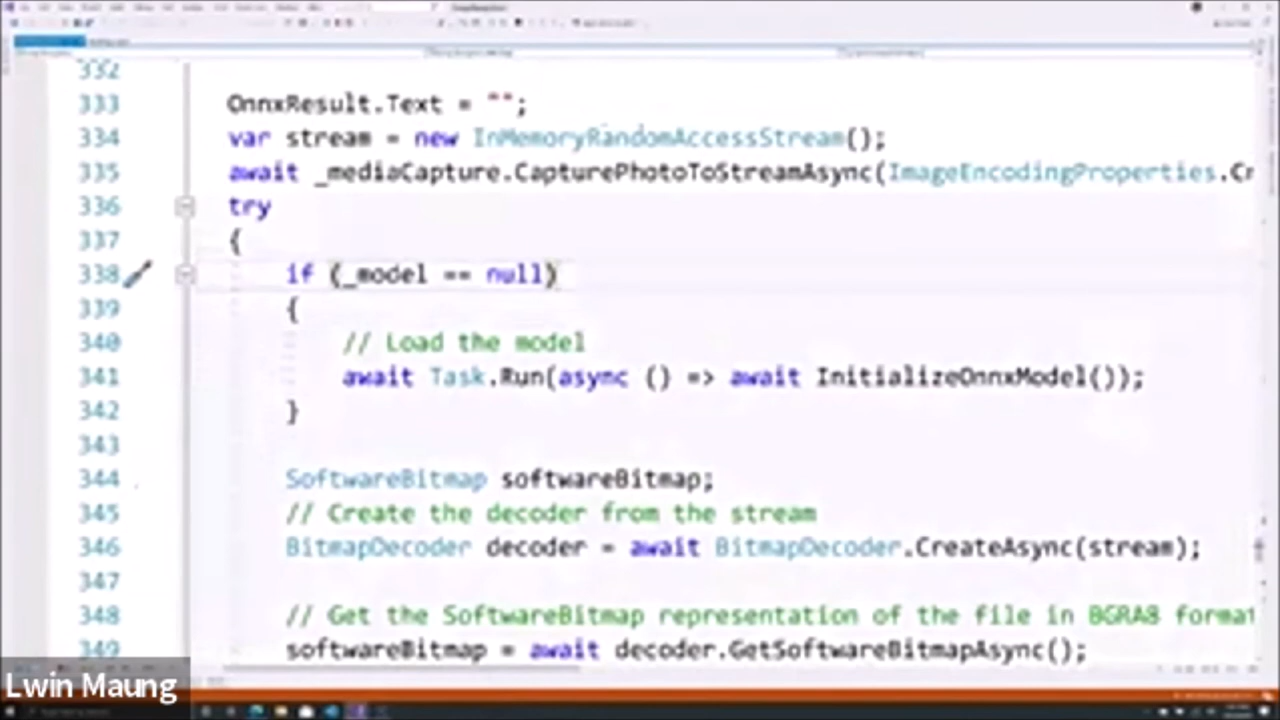 332
333 OnnxResult.Text = "";
334 var stream = new InMemoryRandomAccessStream();
335 await _mediaCapture.CapturePhotoToStreamAsync(ImageEncodingProperties.Cr
336 try
337 {
338 if (_model == null)
339 {
340 // Load the model
341 await Task.Run(async () => await InitializeOnnxModel());
342 }
343
344 SoftwareBitmap softwareBitmap;
345 // Create the decoder from the stream
346 BitmapDecoder decoder = await BitmapDecoder.CreateAsync(stream);
347
348 // Get the SoftwareBitmap representation of the file in BGRA8 format
349 softwareBitmap = await decoder.GetSoftwareBitmapAsync();
Lwin Maung